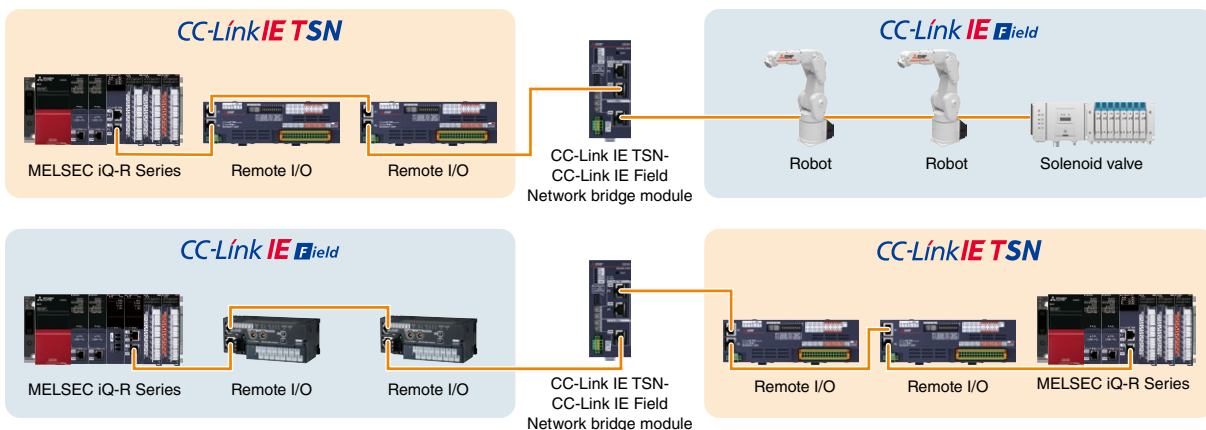 CC-Link IE TSN
CC-Link IE Field
MELSEC iQ-R Series
Remote I/O
Remote I/O
CC-Link IE TSN-
CC-Link IE Field
Network bridge module
Robot
Robot
Solenoid valve
CC-Link IE Field
CC-Link IE TSN
MELSEC iQ-R Series
Remote I/O
Remote I/O
CC-Link IE TSN-
CC-Link IE Field
Network bridge module
Remote I/O
Remote I/O
MELSEC iQ-R Series